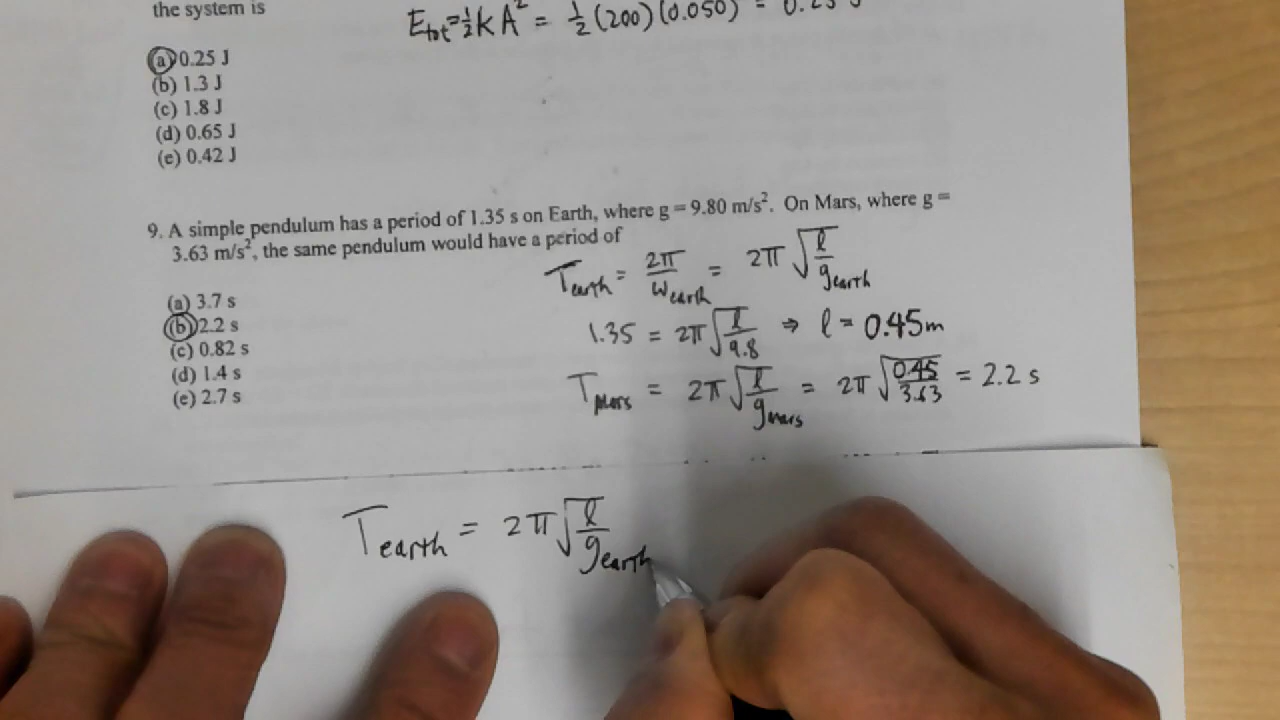 the system is
E_tot = ½ k A² = ½ (200)(0.050) = 0.25 J
(a) 0.25 J
(b) 1.3 J
(c) 1.8 J
(d) 0.65 J
(e) 0.42 J
9. A simple pendulum has a period of 1.35 s on Earth, where g = 9.80 m/s². On Mars, where g =
3.63 m/s², the same pendulum would have a period of
T_earth = 2π/ω_earth = 2π √(l/g_earth)
(a) 3.7 s
(b) 2.2 s
(c) 0.82 s
(d) 1.4 s
(e) 2.7 s
1.35 = 2π √(l/9.8) ⇒ l = 0.45m
T_Mars = 2π √(l/g_mars) = 2π √(0.45/3.63) = 2.2 s
T_earth = 2π √(l/g_earth)